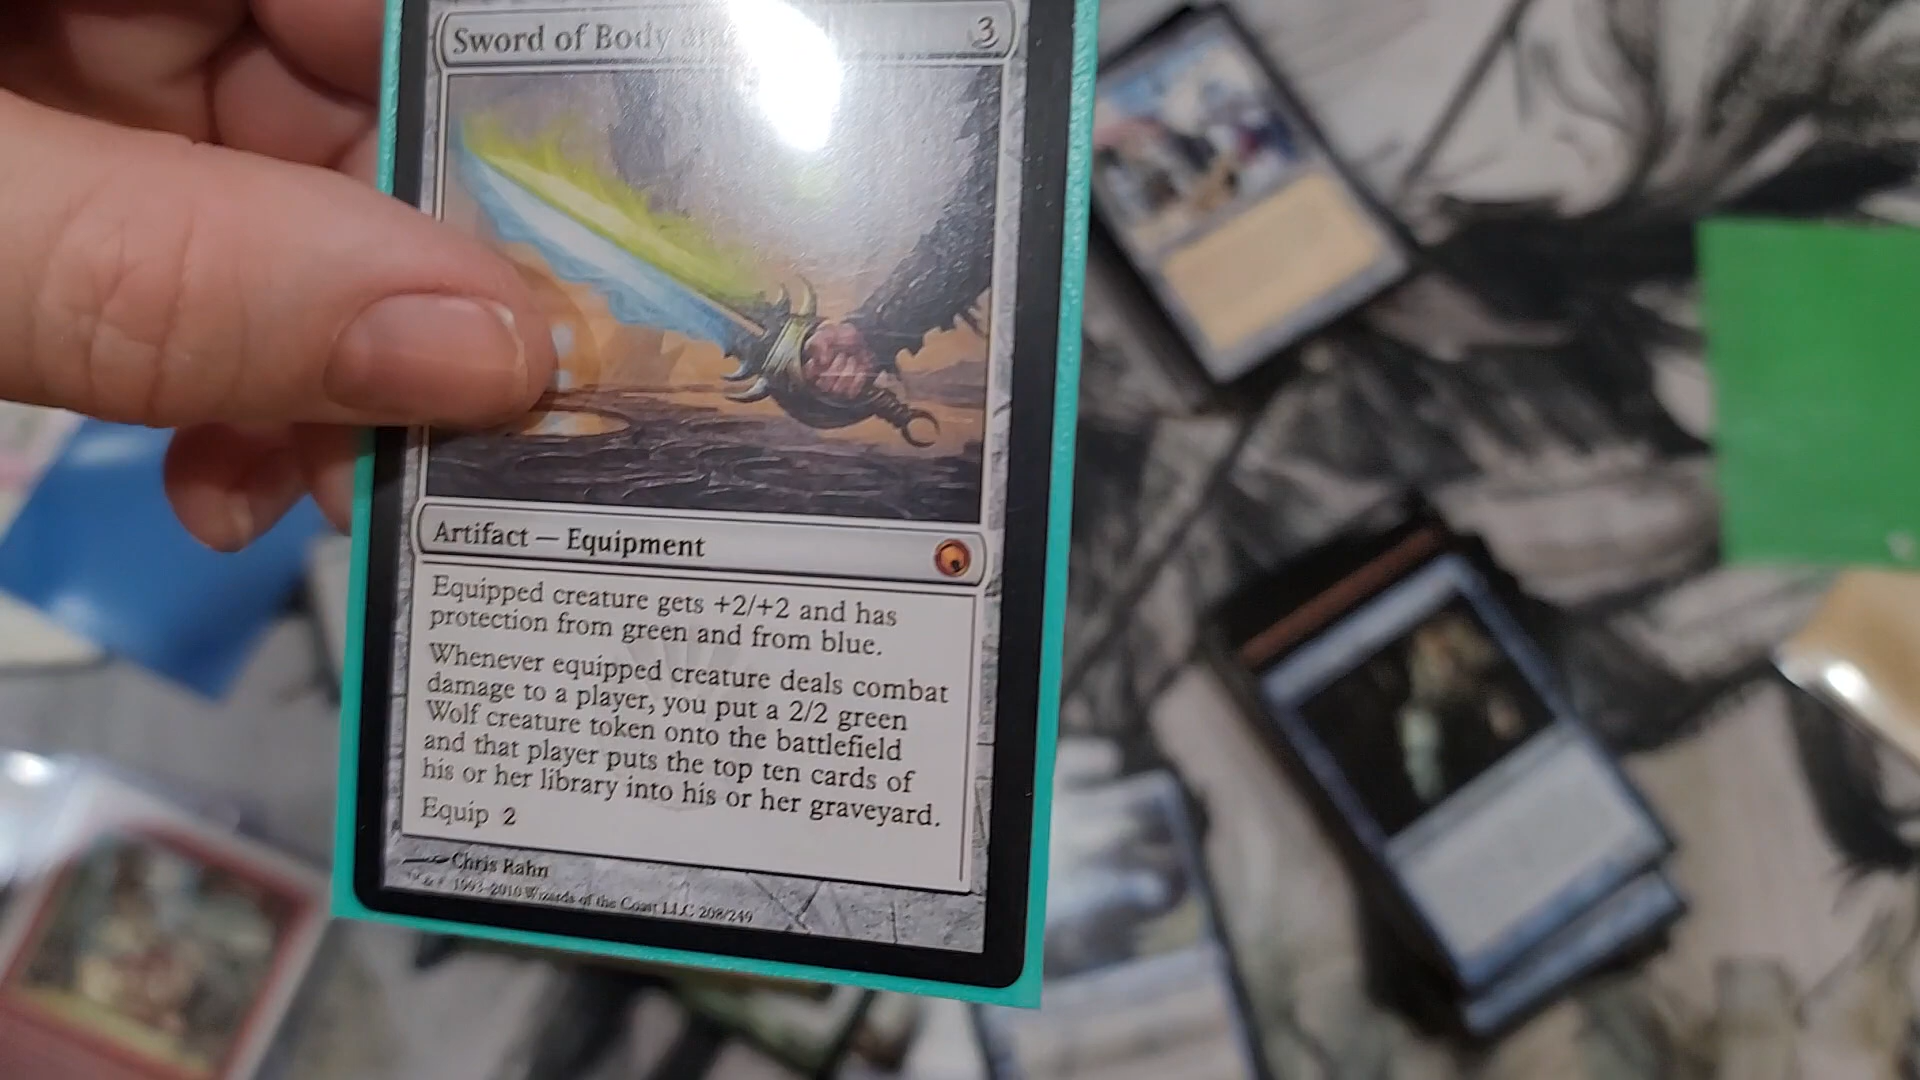 Sword of Body 3
Artifact — Equipment
Equipped creature gets +2/+2 and has
protection from green and from blue.
Whenever equipped creature deals combat
damage to a player, you put a 2/2 green
Wolf creature token onto the battlefield
and that player puts the top ten cards of
his or her library into his or her graveyard.
Equip 2
Chris Rahn
1993-2010 Wizards of the Coast LLC 208/249